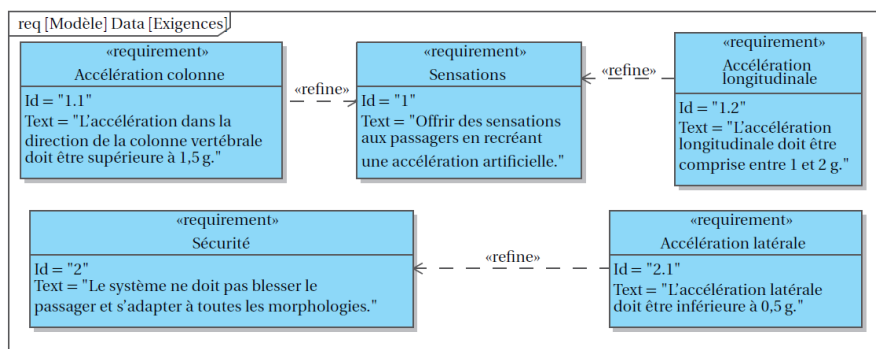 req [Modèle] Data [Exigences]
«requirement»
Accélération colonne
Id = "1.1"
Text = "L'accélération dans la
direction de la colonne vertébrale
doit être supérieure à 1,5 g."
«refine»
«requirement»
Sensations
Id = "1"
Text = "Offrir des sensations
aux passagers en recréant
une accélération artificielle."
«refine»
«requirement»
Accélération
longitudinale
Id = "1.2"
Text = "L'accélération
longitudinale doit être
comprise entre 1 et 2 g."
«requirement»
Sécurité
Id = "2"
Text = "Le système ne doit pas blesser le
passager et s'adapter à toutes les morphologies."
«refine»
«requirement»
Accélération latérale
Id = "2.1"
Text = "L'accélération latérale
doit être inférieure à 0,5 g."